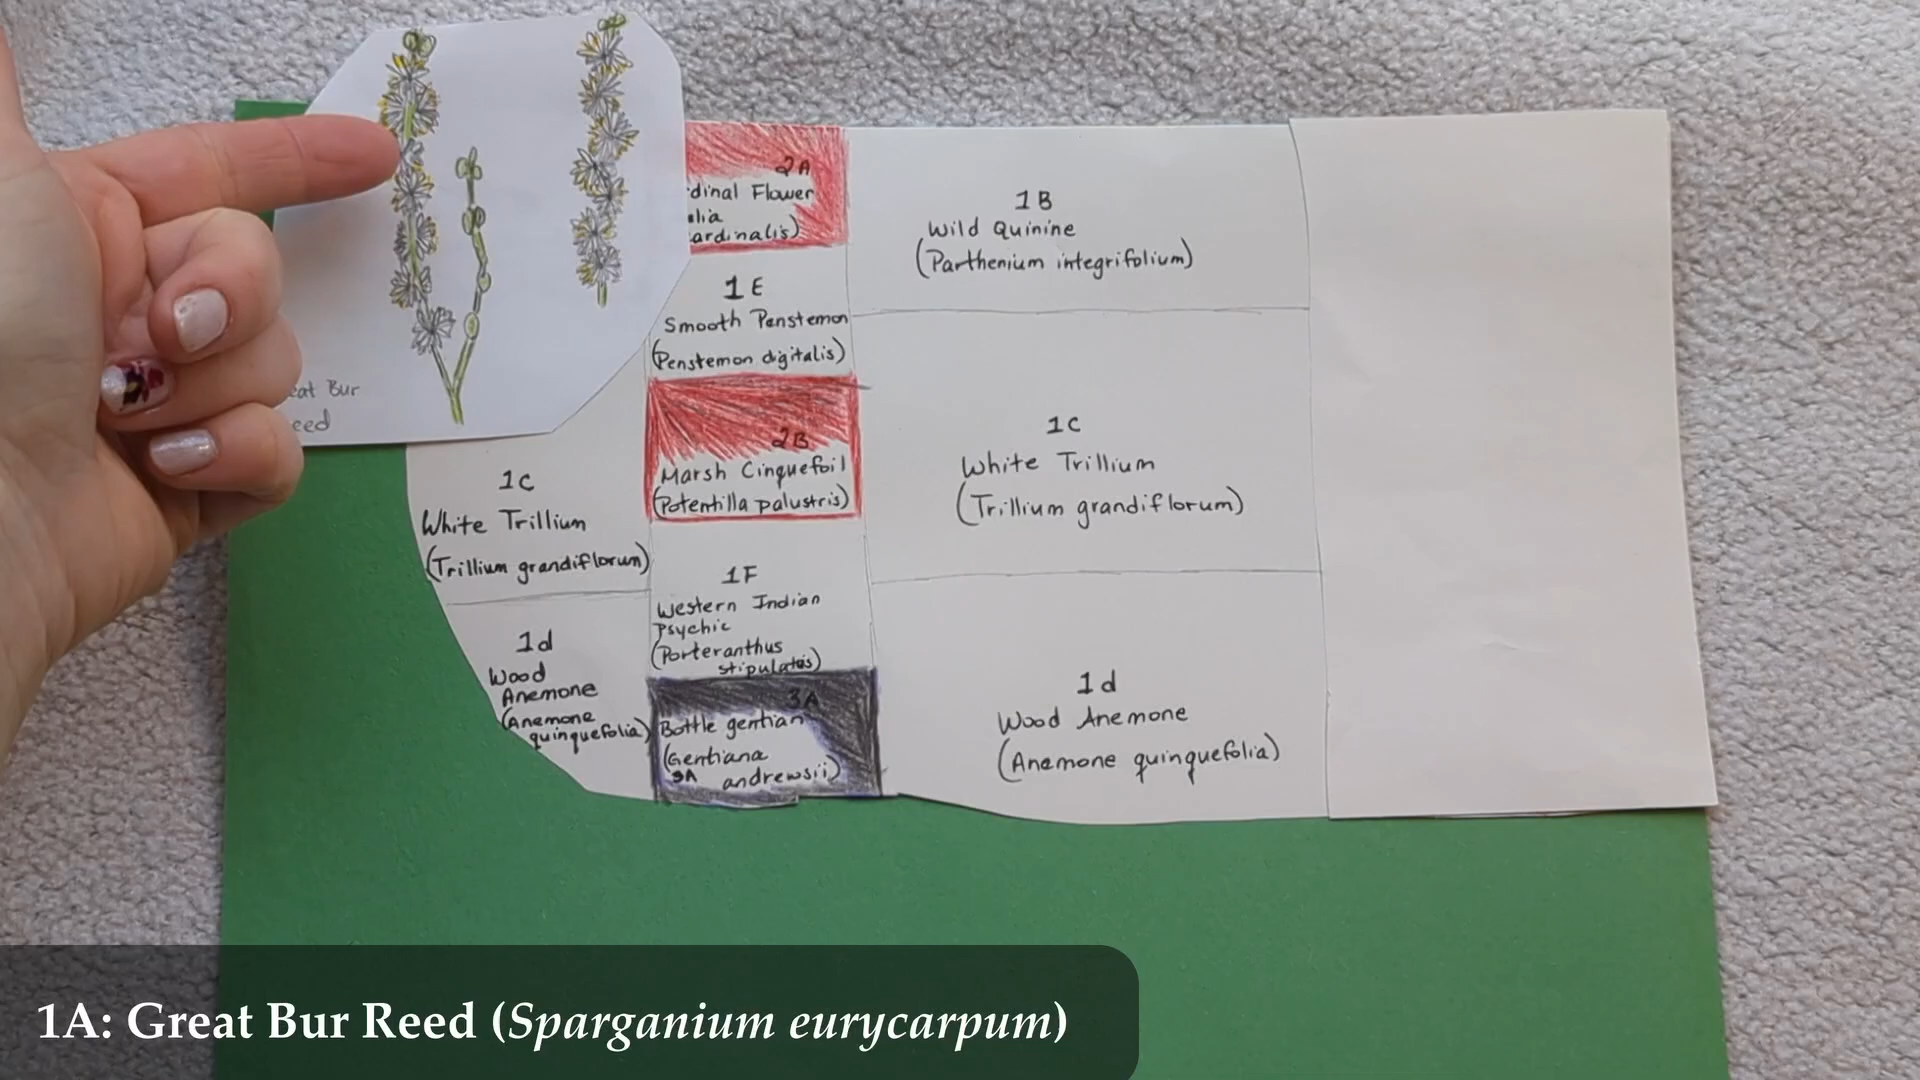 eat Bur
eed
2A
dinal Flower
elia
ardinalis)
1E
Smooth Penstemon
(Penstemon digitalis)
2B
Marsh Cinquefoil
(Potentilla palustris)
1F
Western Indian
psychic
(Porteranthus
stipulatus)
3A
Bottle gentian
(Gentiana
3A andrewsii)
1C
White Trillium
(Trillium grandiflorum)
1d
Wood
Anemone
(Anemone
quinquefolia)
1B
Wild Quinine
(Parthenium integrifolium)
1C
White Trillium
(Trillium grandiflorum)
1d
Wood Anemone
(Anemone quinquefolia)
1A: Great Bur Reed (Sparganium eurycarpum)